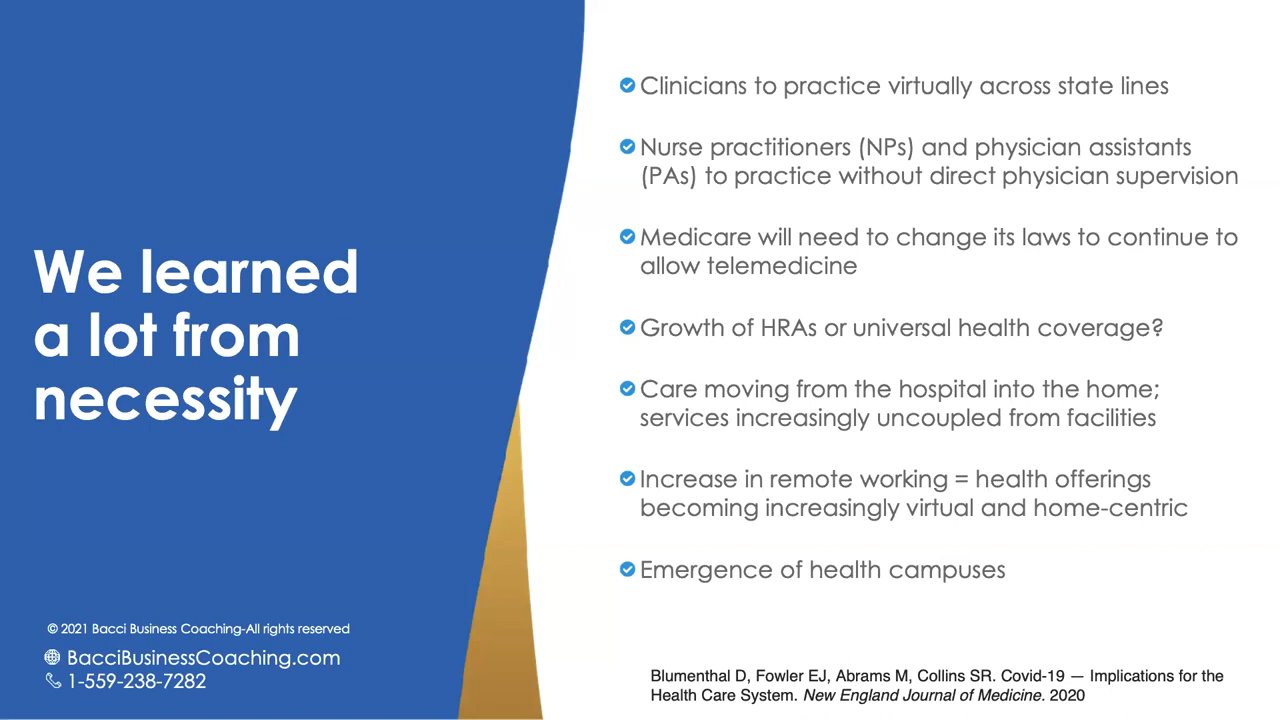 We learned
a lot from
necessity
© 2021 Bacci Business Coaching-All rights reserved
BacciBusinessCoaching.com
1-559-238-7282
Clinicians to practice virtually across state lines
Nurse practitioners (NPs) and physician assistants
(PAs) to practice without direct physician supervision
Medicare will need to change its laws to continue to
allow telemedicine
Growth of HRAs or universal health coverage?
Care moving from the hospital into the home;
services increasingly uncoupled from facilities
Increase in remote working = health offerings
becoming increasingly virtual and home-centric
Emergence of health campuses
Blumenthal D, Fowler EJ, Abrams M, Collins SR. Covid-19 — Implications for the
Health Care System. New England Journal of Medicine. 2020